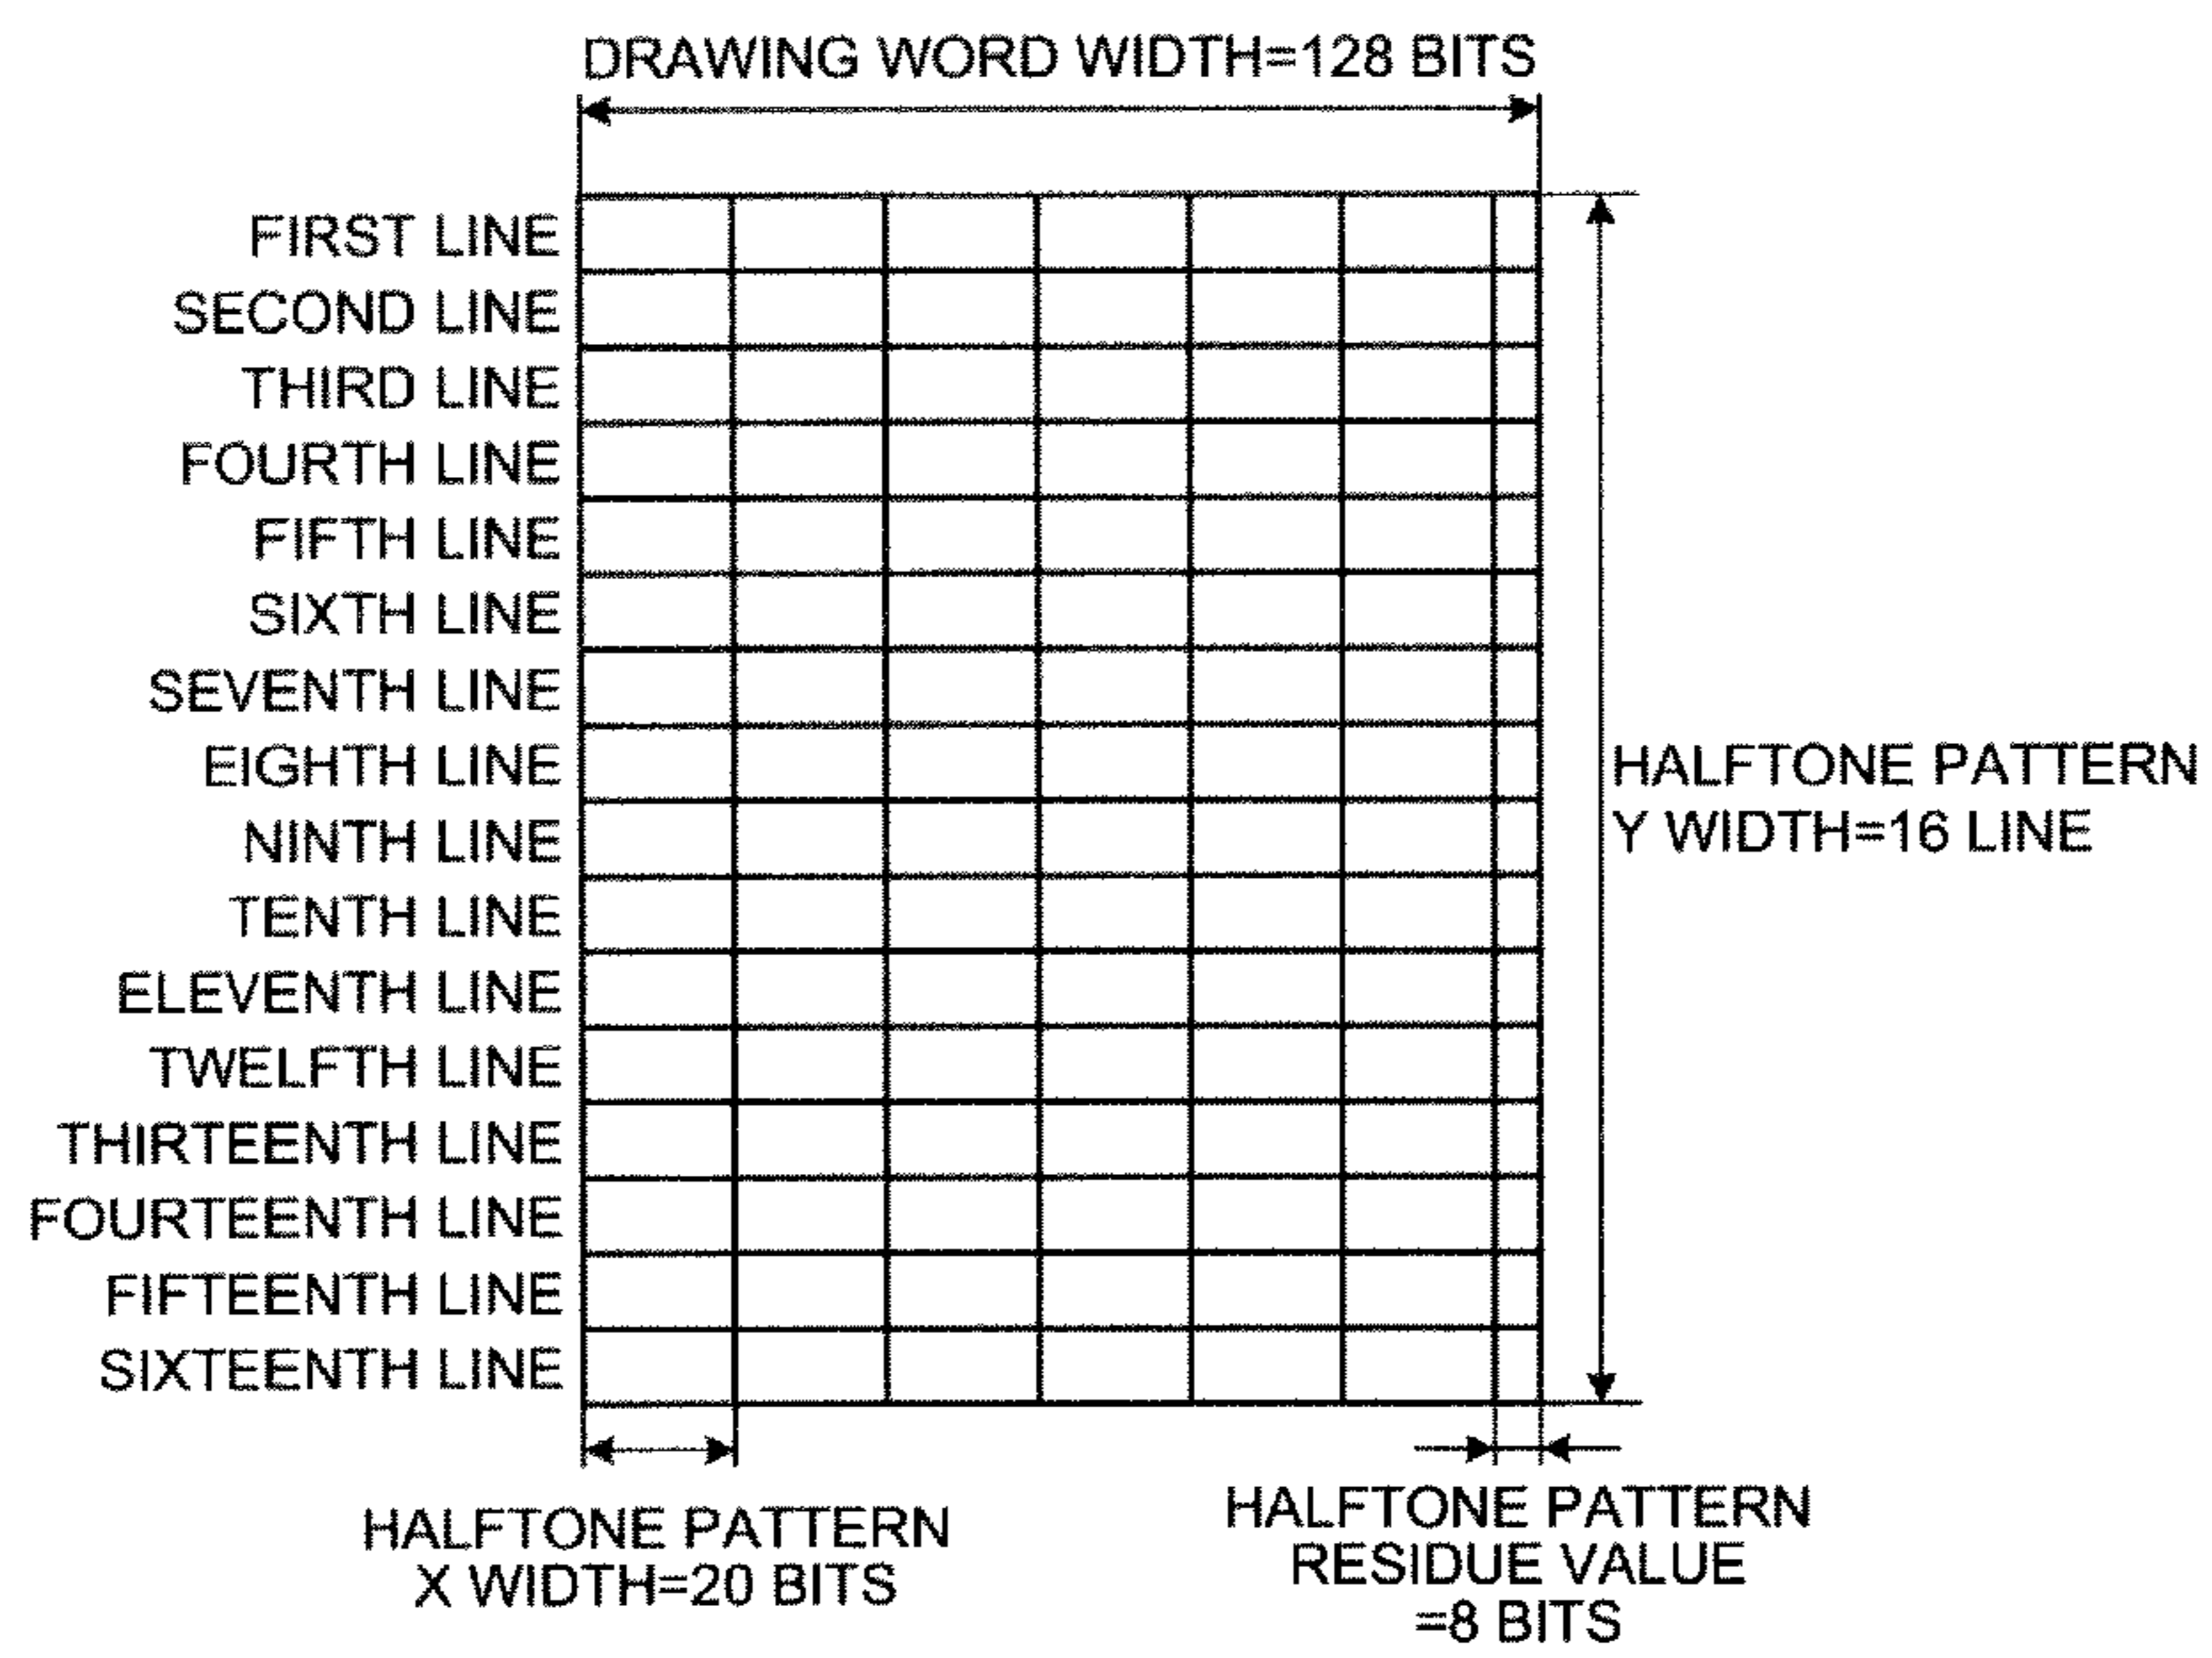 DRAWING WORD WIDTH=128 BITS
FIRST LINE
SECOND LINE
THIRD LINE
FOURTH LINE
FIFTH LINE
SIXTH LINE
SEVENTH LINE
EIGHTH LINE
NINTH LINE
TENTH LINE
ELEVENTH LINE
TWELFTH LINE
THIRTEENTH LINE
FOURTEENTH LINE
FIFTEENTH LINE
SIXTEENTH LINE
HALFTONE PATTERN
Y WIDTH=16 LINE
HALFTONE PATTERN
X WIDTH=20 BITS
HALFTONE PATTERN
RESIDUE VALUE
=8 BITS